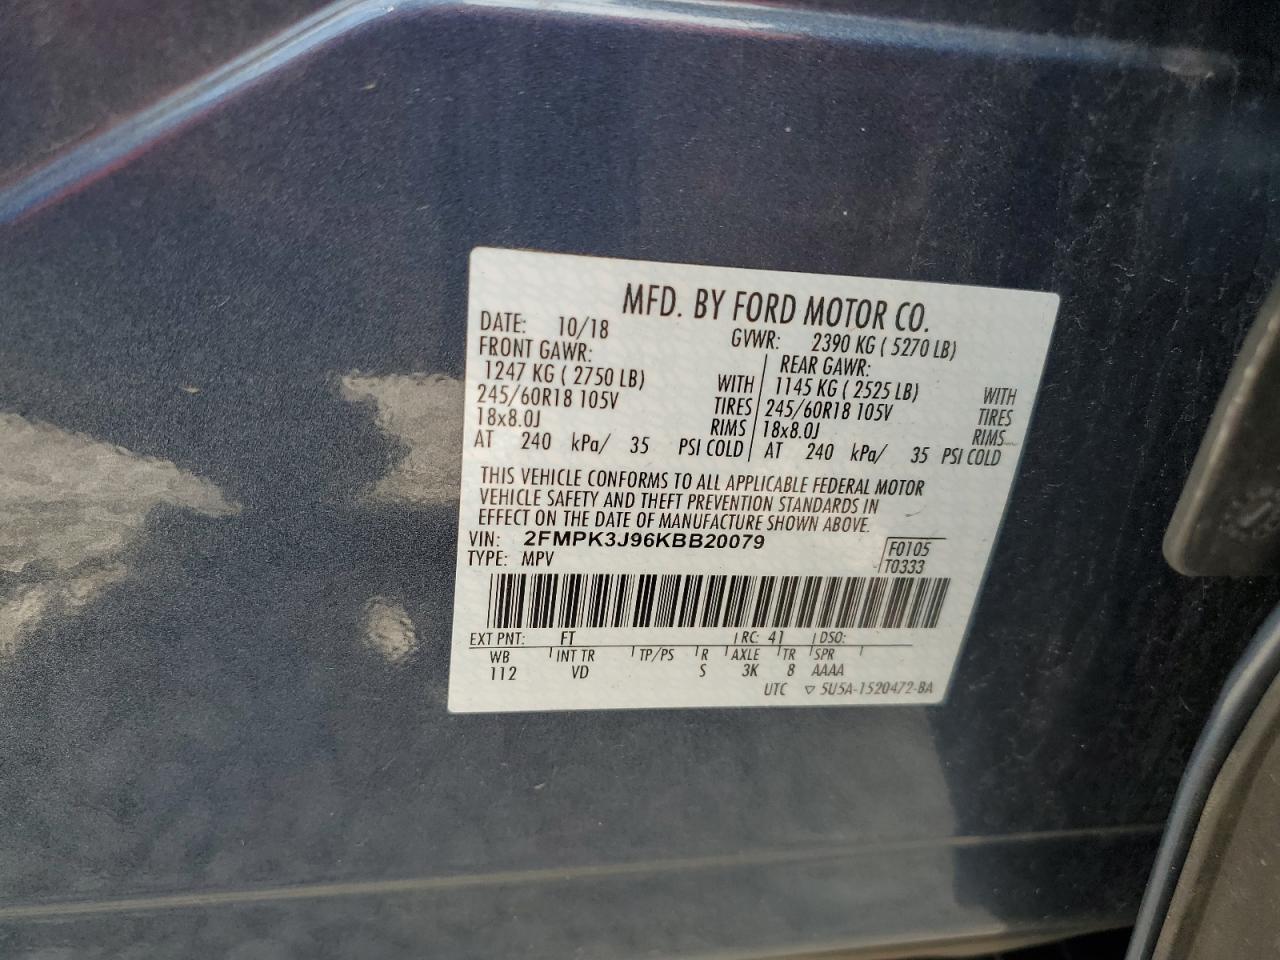 MFD. BY FORD MOTOR CO.
DATE: 10/18 GVWR: 2390 KG ( 5270 LB)
FRONT GAWR: REAR GAWR:
1247 KG ( 2750 LB) WITH 1145 KG ( 2525 LB) WITH
245/60R18 105V TIRES 245/60R18 105V TIRES
18x8.0J RIMS 18x8.0J RIMS
AT 240 kPa/ 35 PSI COLD AT 240 kPa/ 35 PSI COLD
THIS VEHICLE CONFORMS TO ALL APPLICABLE FEDERAL MOTOR
VEHICLE SAFETY AND THEFT PREVENTION STANDARDS IN
EFFECT ON THE DATE OF MANUFACTURE SHOWN ABOVE.
VIN: 2FMPK3J96KBB20079 F0105
TYPE: MPV T0333
EXT PNT: FT RC: 41 DSO:
WB INT TR TP/PS R AXLE TR SPR
112 VD S 3K 8 AAAA
UTC ▽ 5U5A-1520472-BA